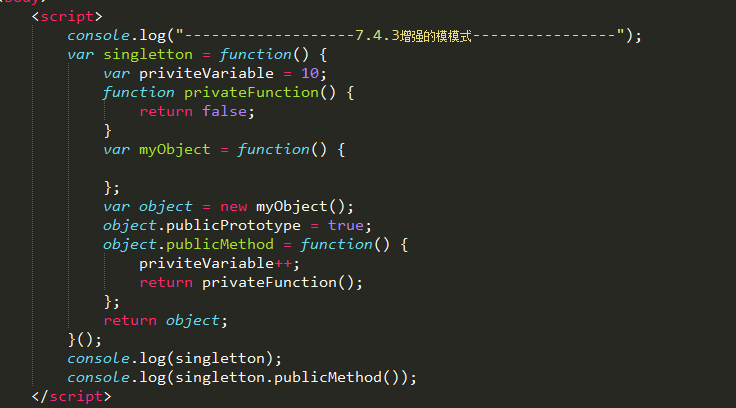 <body>
<script>
console.log("-------------------7.4.3增强的模模式----------------");
var singletton = function() {
var priviteVariable = 10;
function privateFunction() {
return false;
}
var myObject = function() {
};
var object = new myObject();
object.publicPrototype = true;
object.publicMethod = function() {
priviteVariable++;
return privateFunction();
};
return object;
}();
console.log(singletton);
console.log(singletton.publicMethod());
</script>